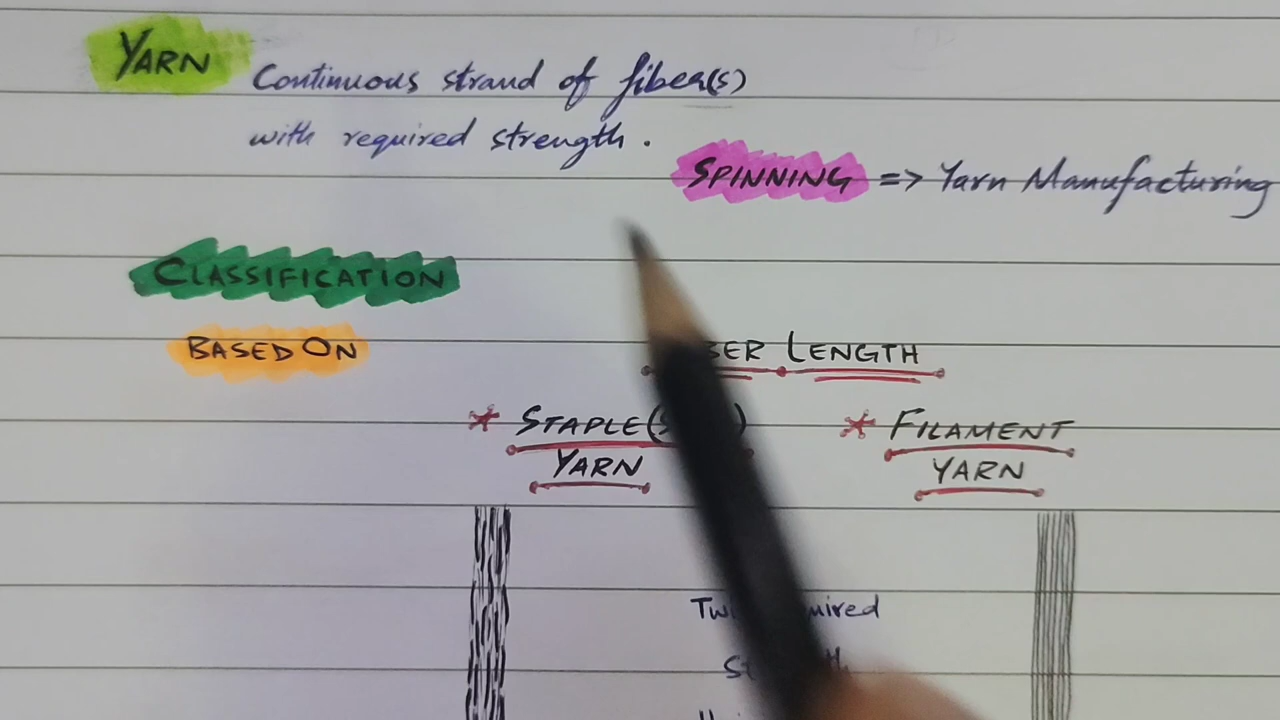 YARN Continuous strand of fiber(s)
with required strength.
SPINNING => Yarn Manufacturing
CLASSIFICATION
BASED ON LENGTH
* STAPLE * FILAMENT
YARN YARN